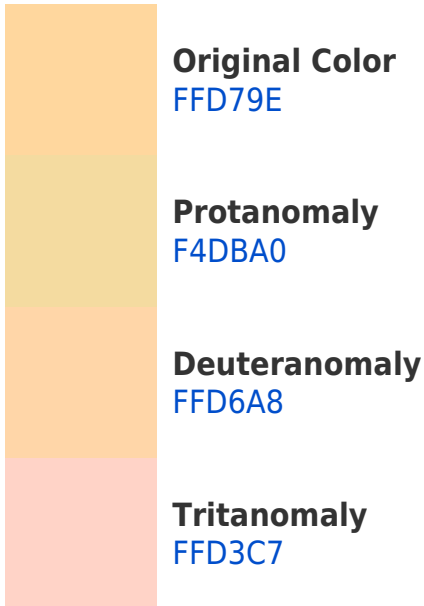 Original Color
FFD79E
Protanomaly
F4DBA0
Deuteranomaly
FFD6A8
Tritanomaly
FFD3C7